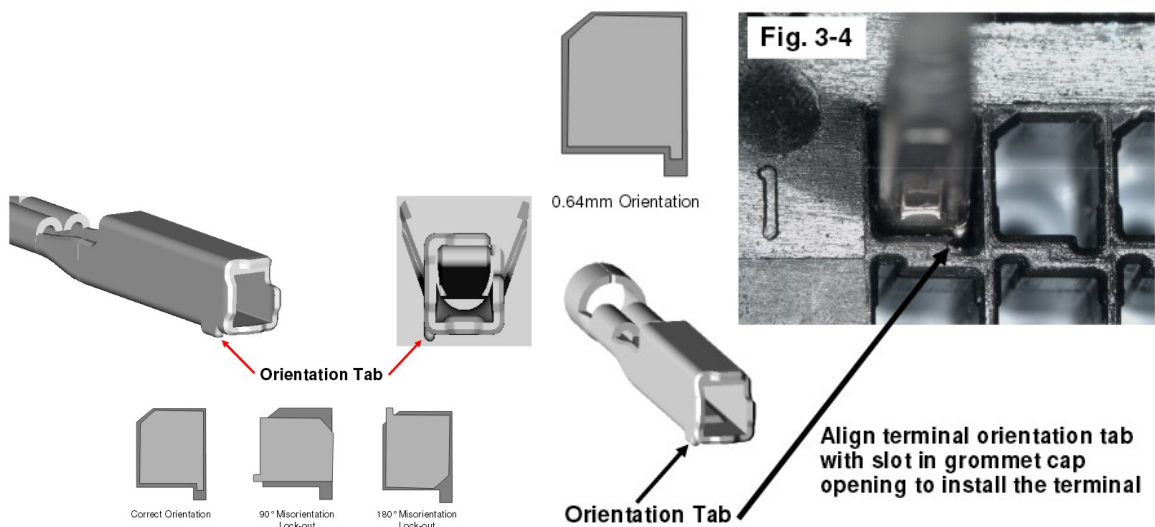 Fig. 3-4
0.64mm Orientation
Orientation Tab
Correct Orientation
90° Misorientation
Lock-out
180° Misorientation
Lock-out
Align terminal orientation tab
with slot in grommet cap
opening to install the terminal
Orientation Tab